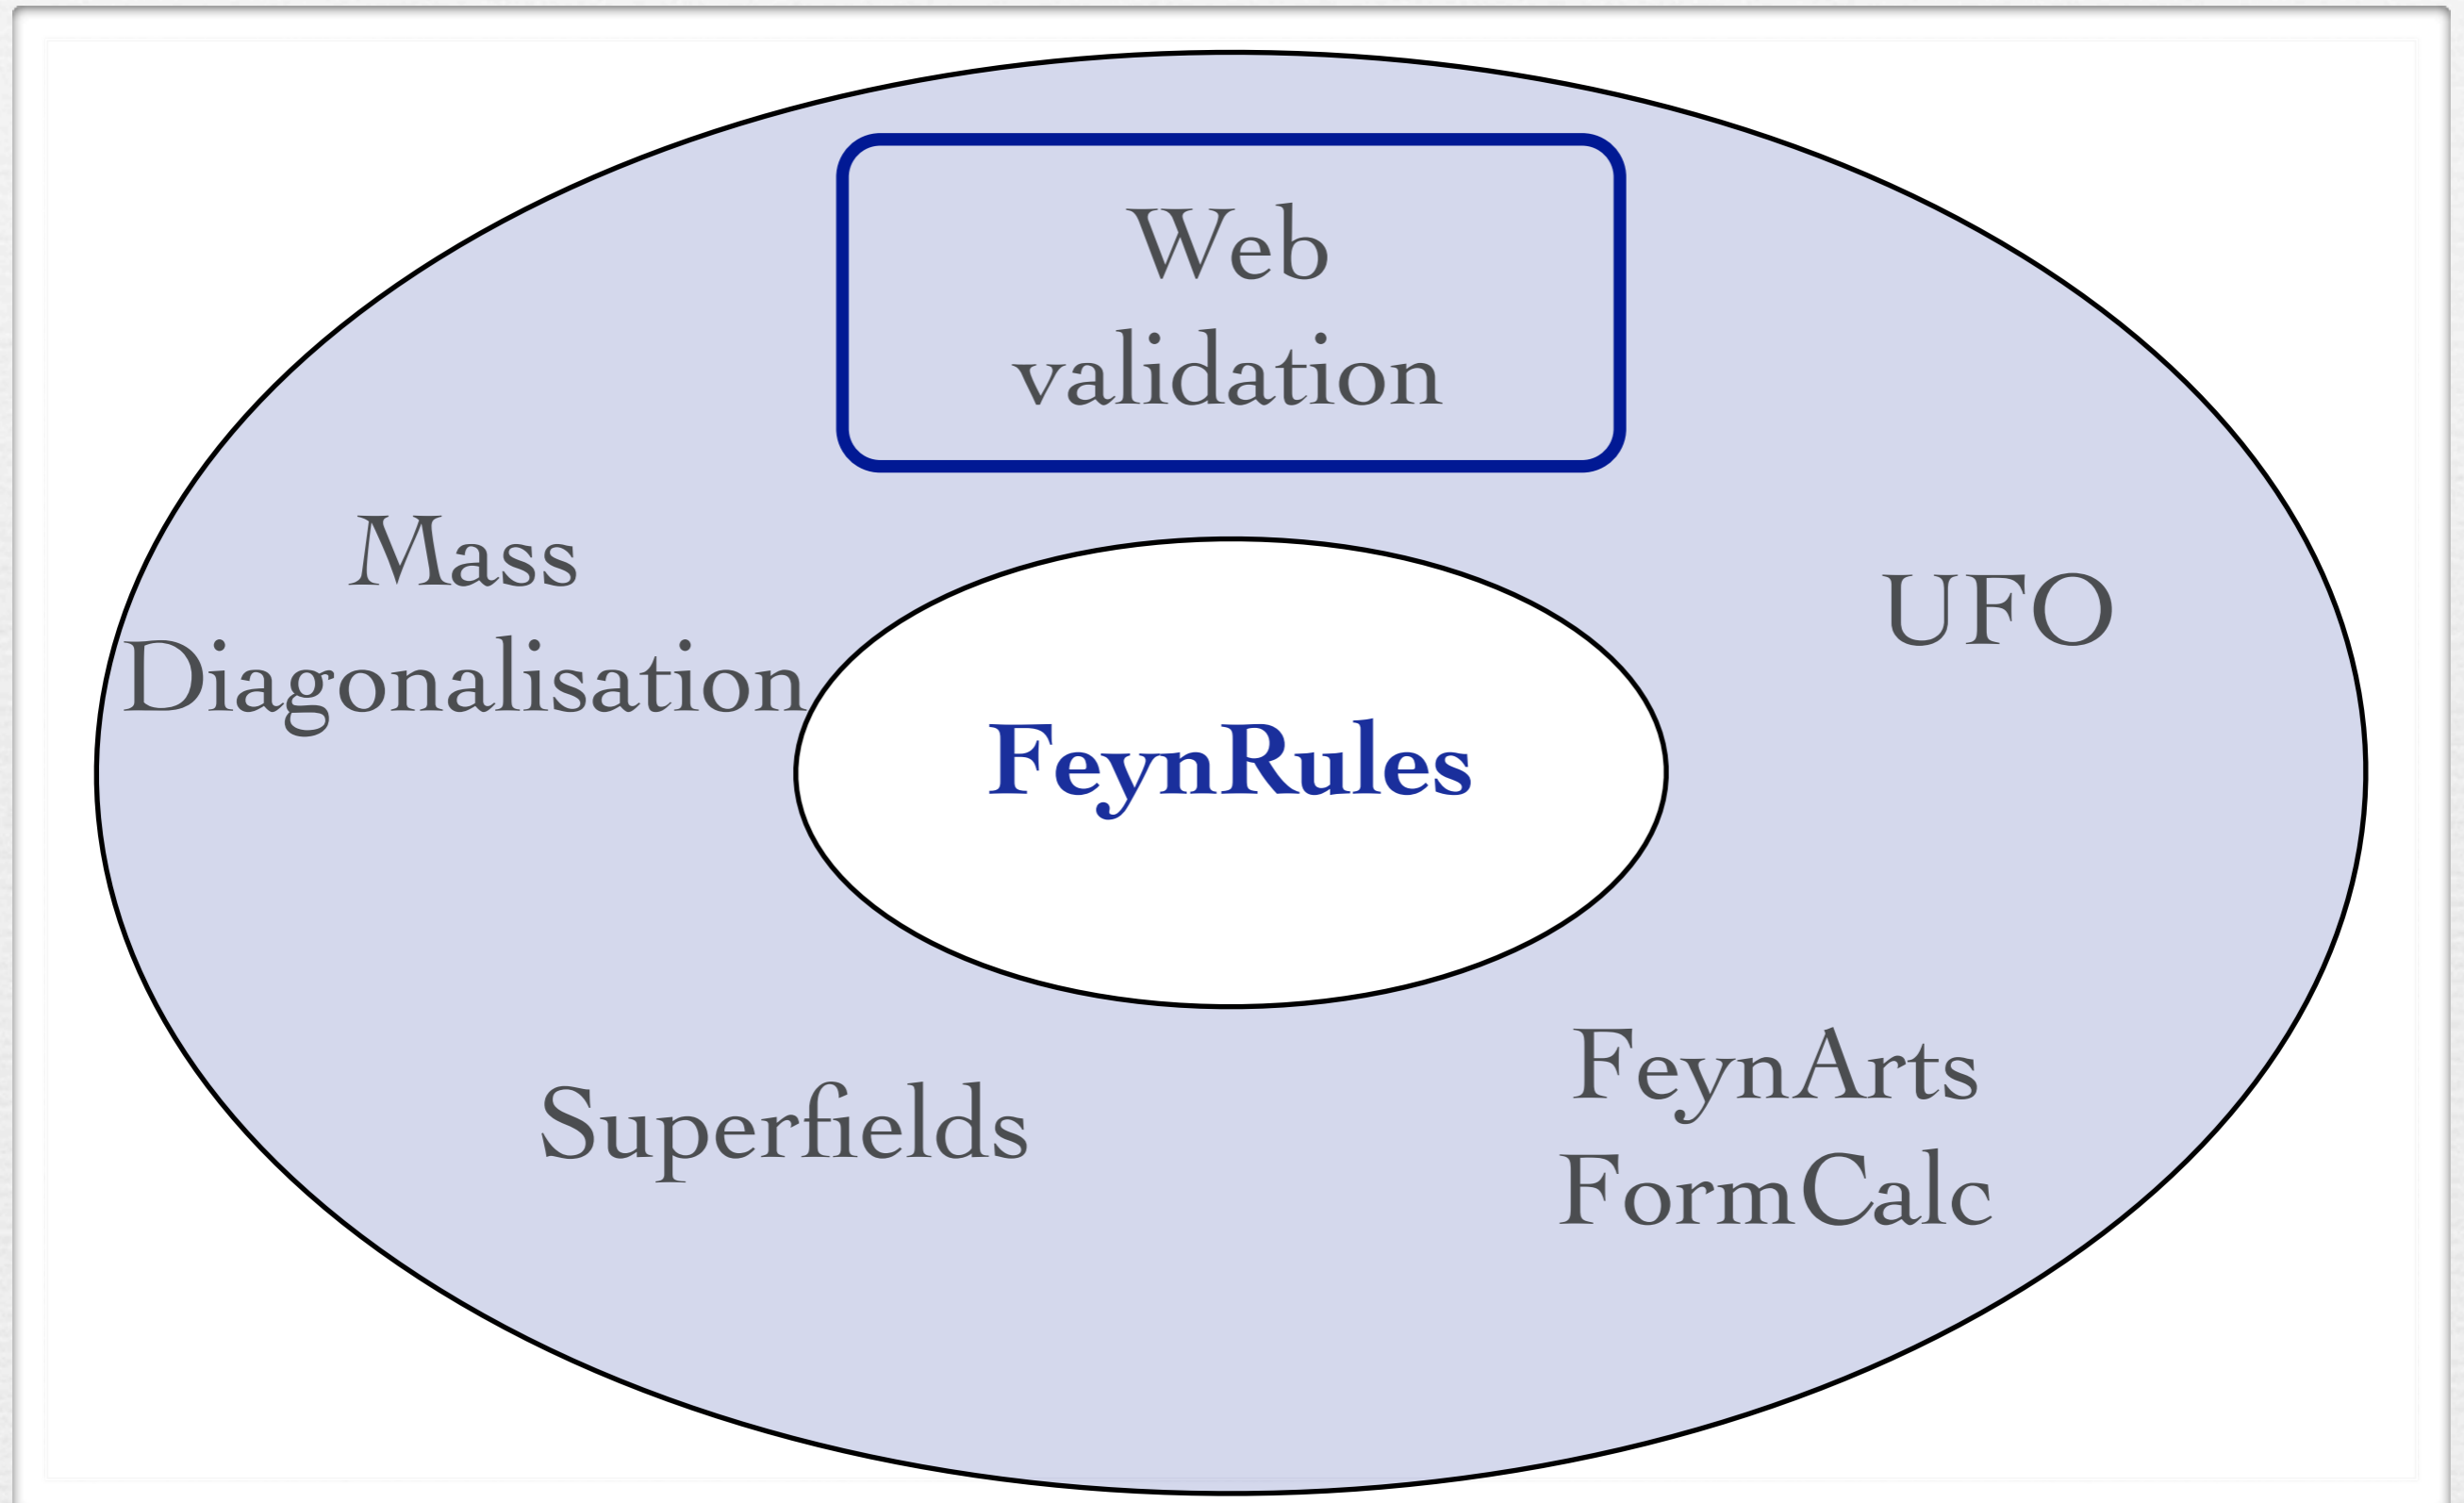 Web
validation
Mass
Diagonalisation
UFO
FeynRules
Superfields
FeynArts
FormCalc